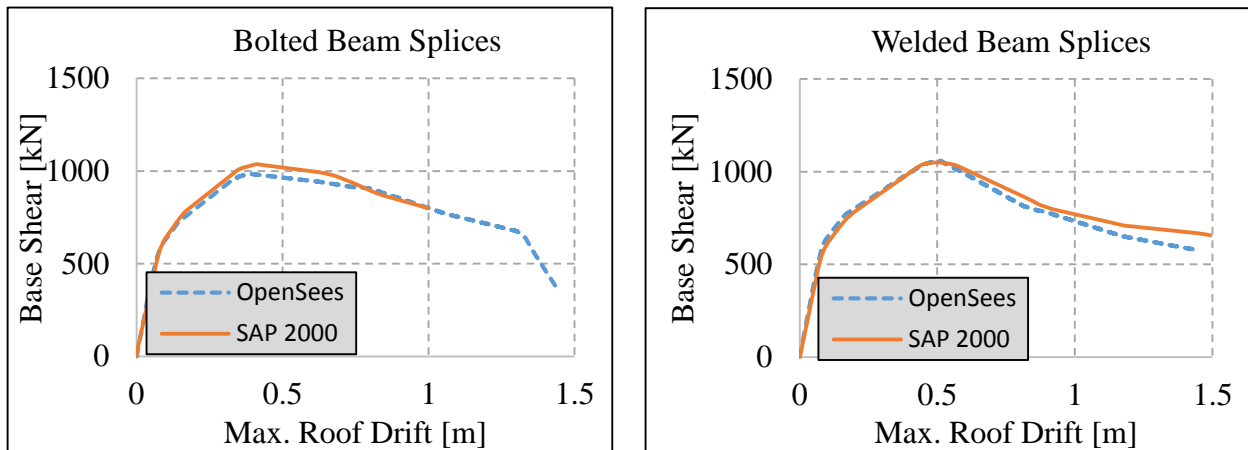 Bolted Beam Splices
Base Shear [kN]
1500
1000
500
0
OpenSees
SAP 2000
0 0.5 1 1.5
Max. Roof Drift [m]
Welded Beam Splices
Base Shear [kN]
1500
1000
500
0
OpenSees
SAP 2000
0 0.5 1 1.5
Max. Roof Drift [m]